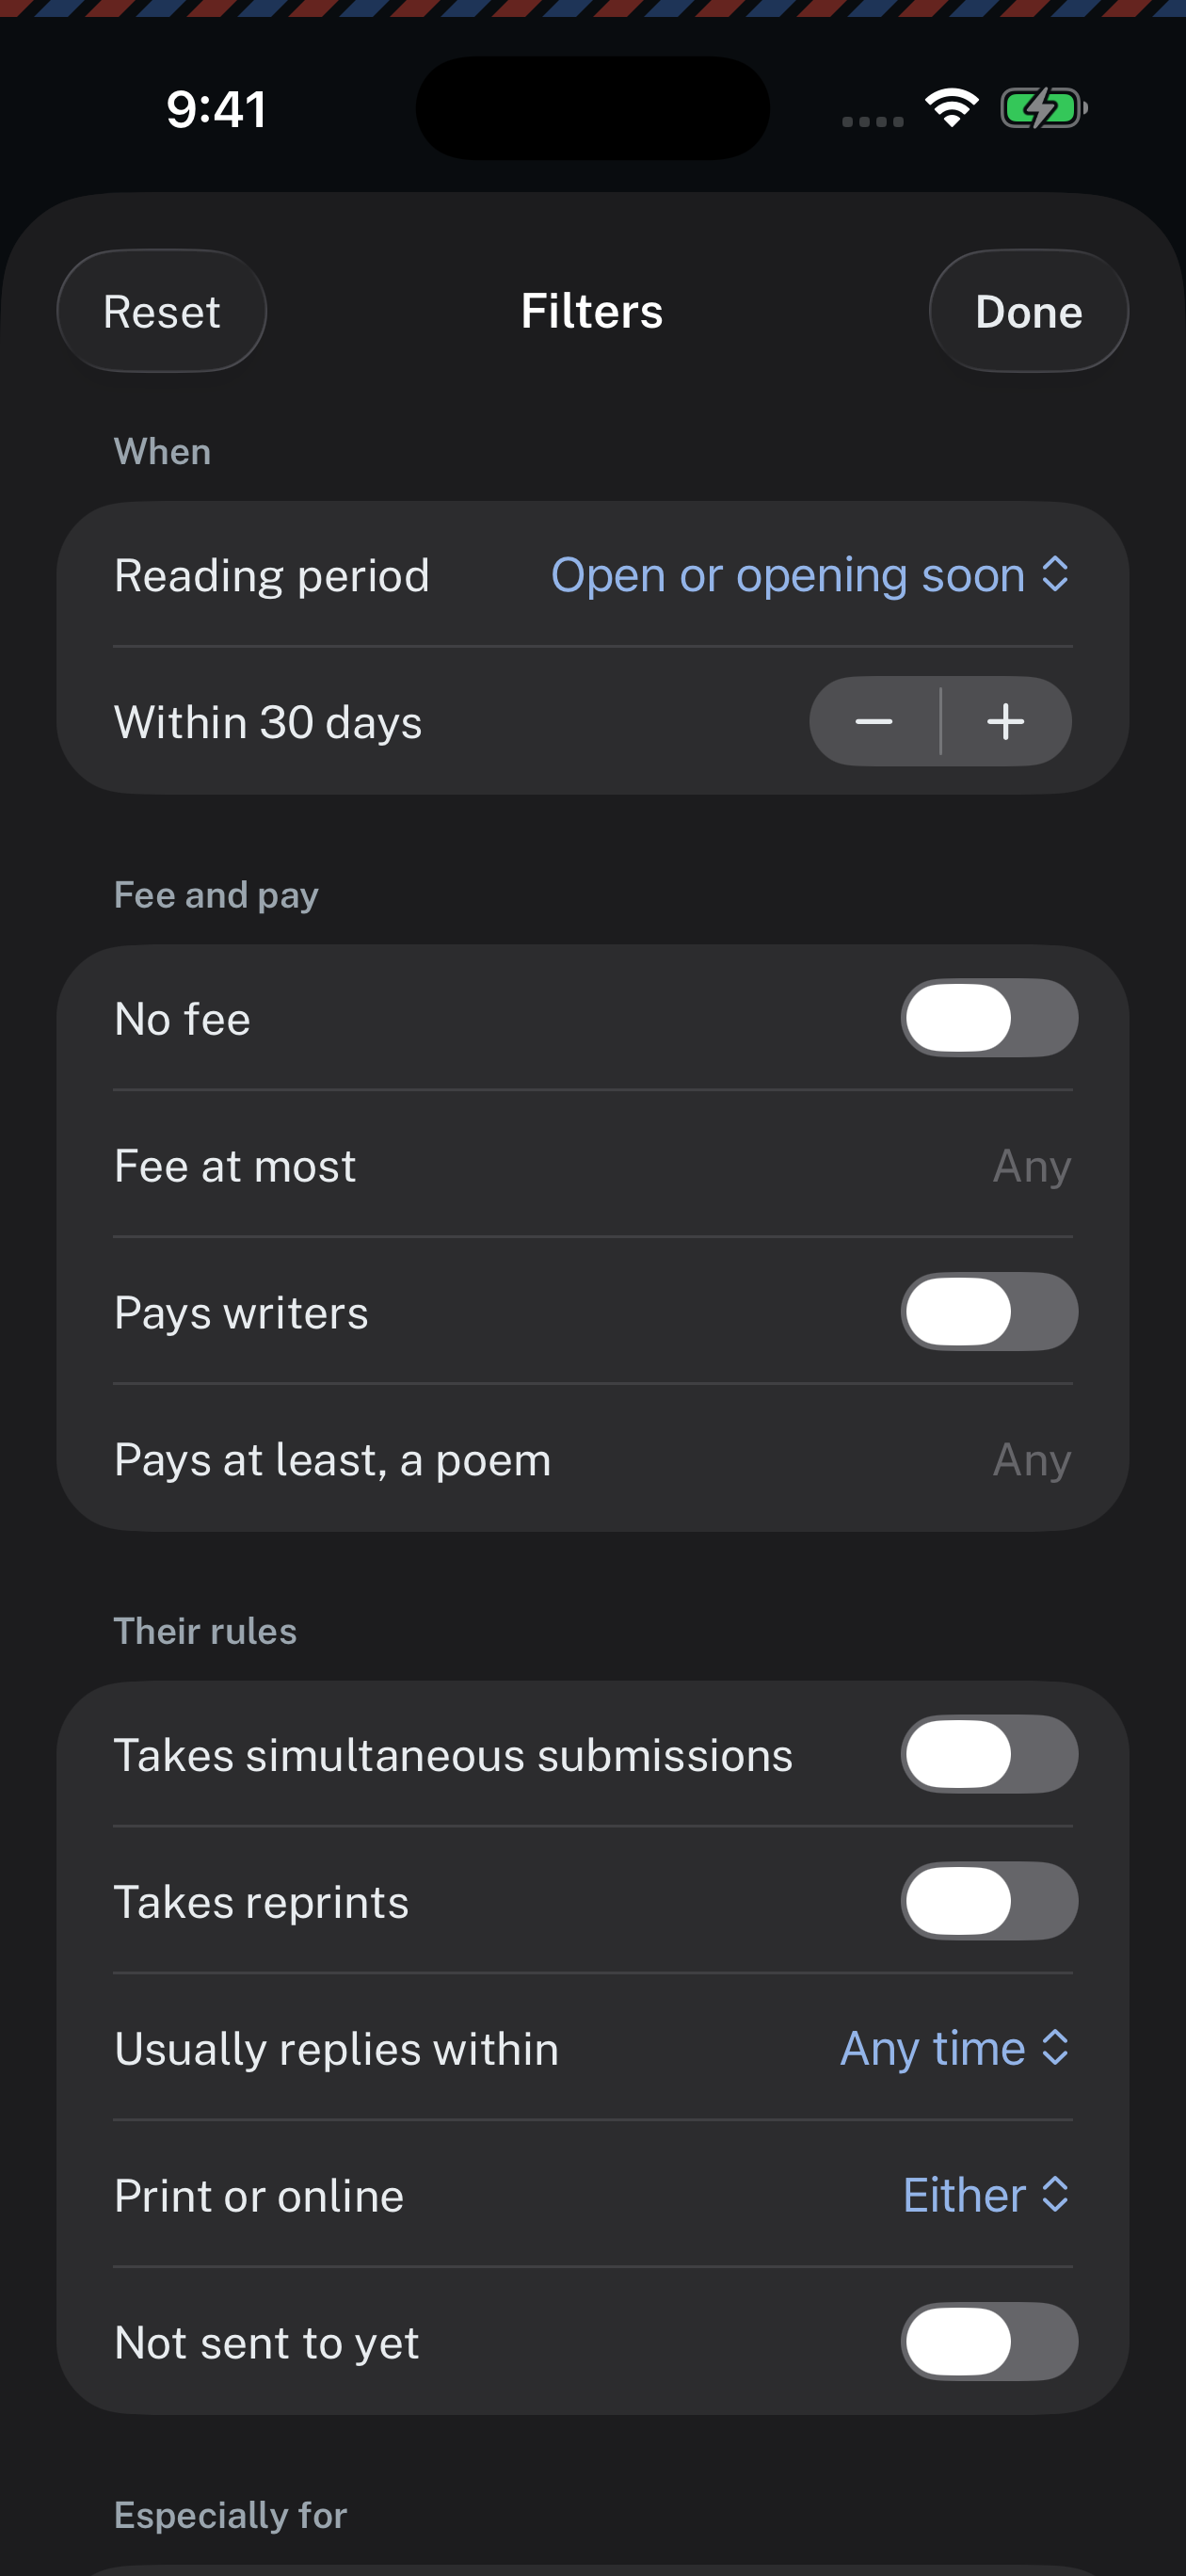 9:41
Reset
Filters
Done
When
Reading period
Open or opening soon
Within 30 days
Fee and pay
No fee
Fee at most
Any
Pays writers
Pays at least, a poem
Any
Their rules
Takes simultaneous submissions
Takes reprints
Usually replies within
Any time
Print or online
Either
Not sent to yet
Especially for